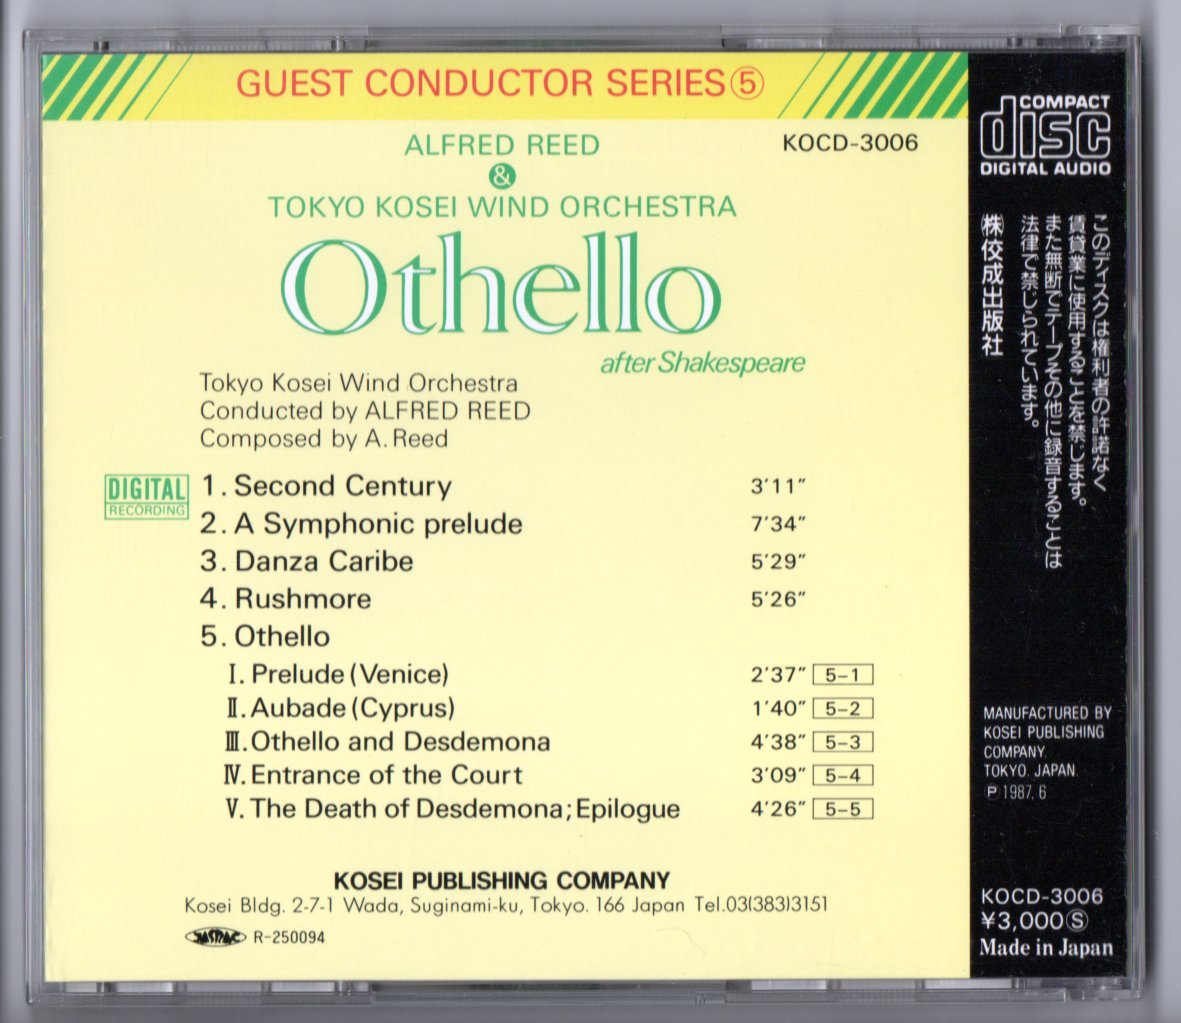 GUEST CONDUCTOR SERIES⑤
ALFRED REED
&
TOKYO KOSEI WIND ORCHESTRA
KOCD-3006
Othello
after Shakespeare
Tokyo Kosei Wind Orchestra
Conducted by ALFRED REED
Composed by A. Reed
DIGITAL
RECORDING
1. Second Century 3'11"
2. A Symphonic prelude 7'34"
3. Danza Caribe 5'29"
4. Rushmore 5'26"
5. Othello
Ⅰ. Prelude (Venice) 2'37" 5-1
Ⅱ. Aubade (Cyprus) 1'40" 5-2
Ⅲ. Othello and Desdemona 4'38" 5-3
Ⅳ. Entrance of the Court 3'09" 5-4
Ⅴ. The Death of Desdemona; Epilogue 4'26" 5-5
KOSEI PUBLISHING COMPANY
Kosei Bldg. 2-7-1 Wada, Suginami-ku, Tokyo. 166 Japan Tel.03(383)3151
JASRAC R-250094
COMPACT
disc
DIGITAL AUDIO
このディスクは権利者の許諾なく
賃貸業に使用することを禁じます。
また無断でテープその他に録音することは
法律で禁じられています。
㈱佼成出版社
MANUFACTURED BY
KOSEI PUBLISHING
COMPANY.
TOKYO. JAPAN.
℗1987.6
KOCD-3006
¥3,000Ⓢ
Made in Japan